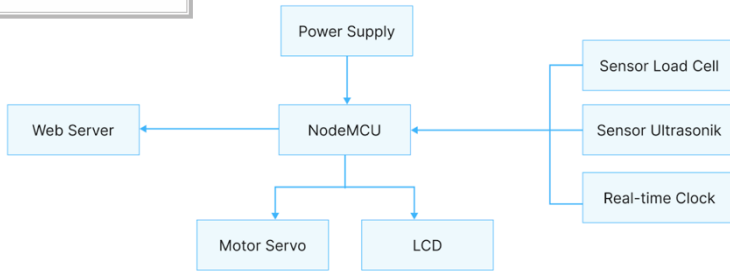 Power Supply
Sensor Load Cell
Web Server
NodeMCU
Sensor Ultrasonik
Real-time Clock
Motor Servo
LCD